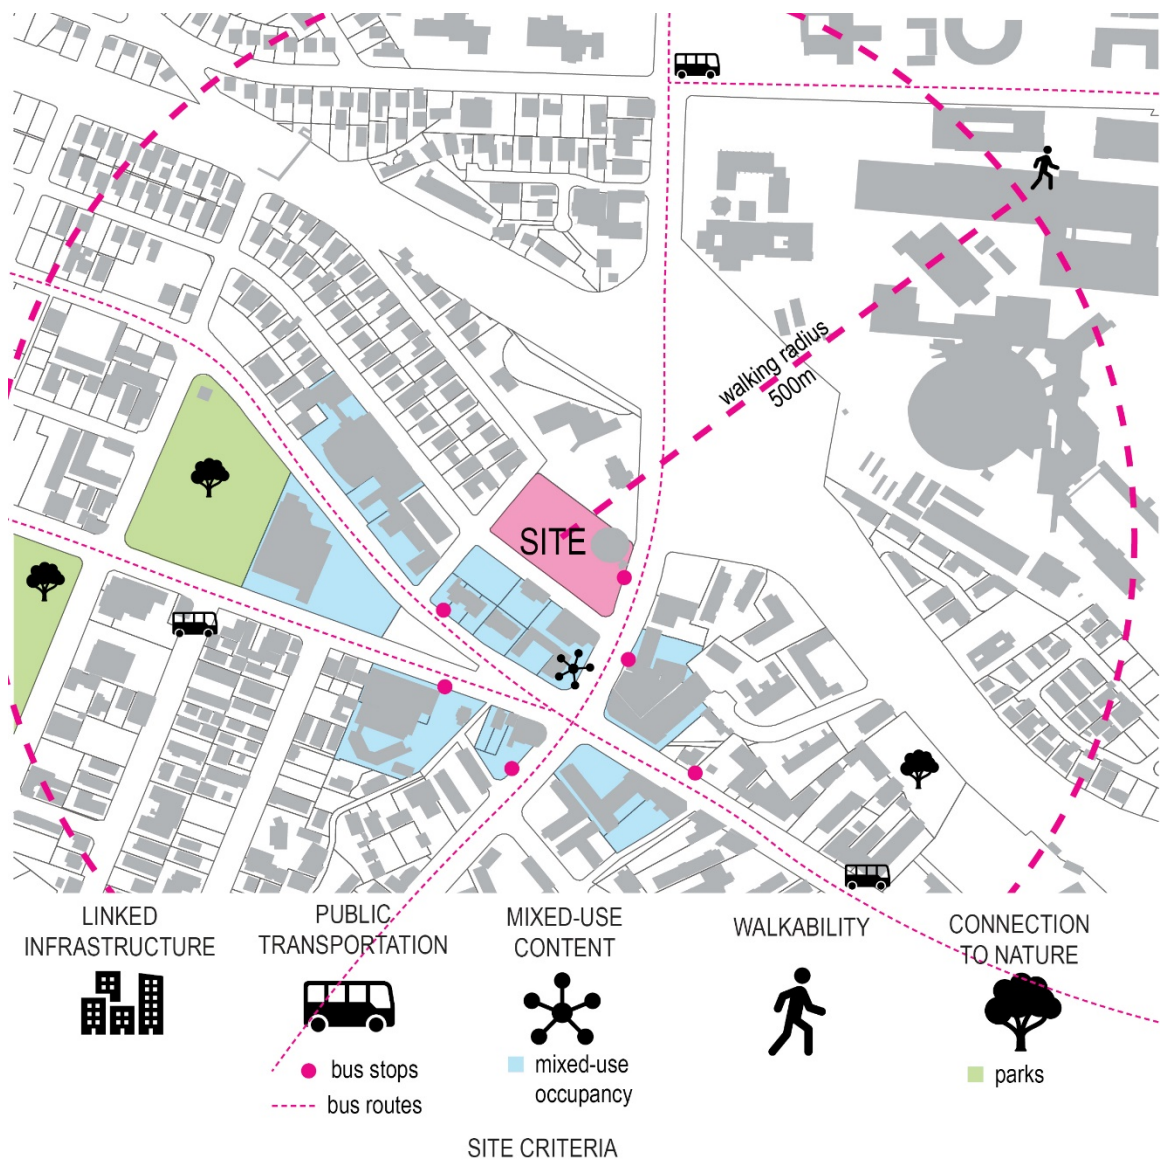 walking radius
500m
SITE
LINKED
INFRASTRUCTURE
PUBLIC
TRANSPORTATION
MIXED-USE
CONTENT
WALKABILITY
CONNECTION
TO NATURE
bus stops
bus routes
mixed-use
occupancy
parks
SITE CRITERIA